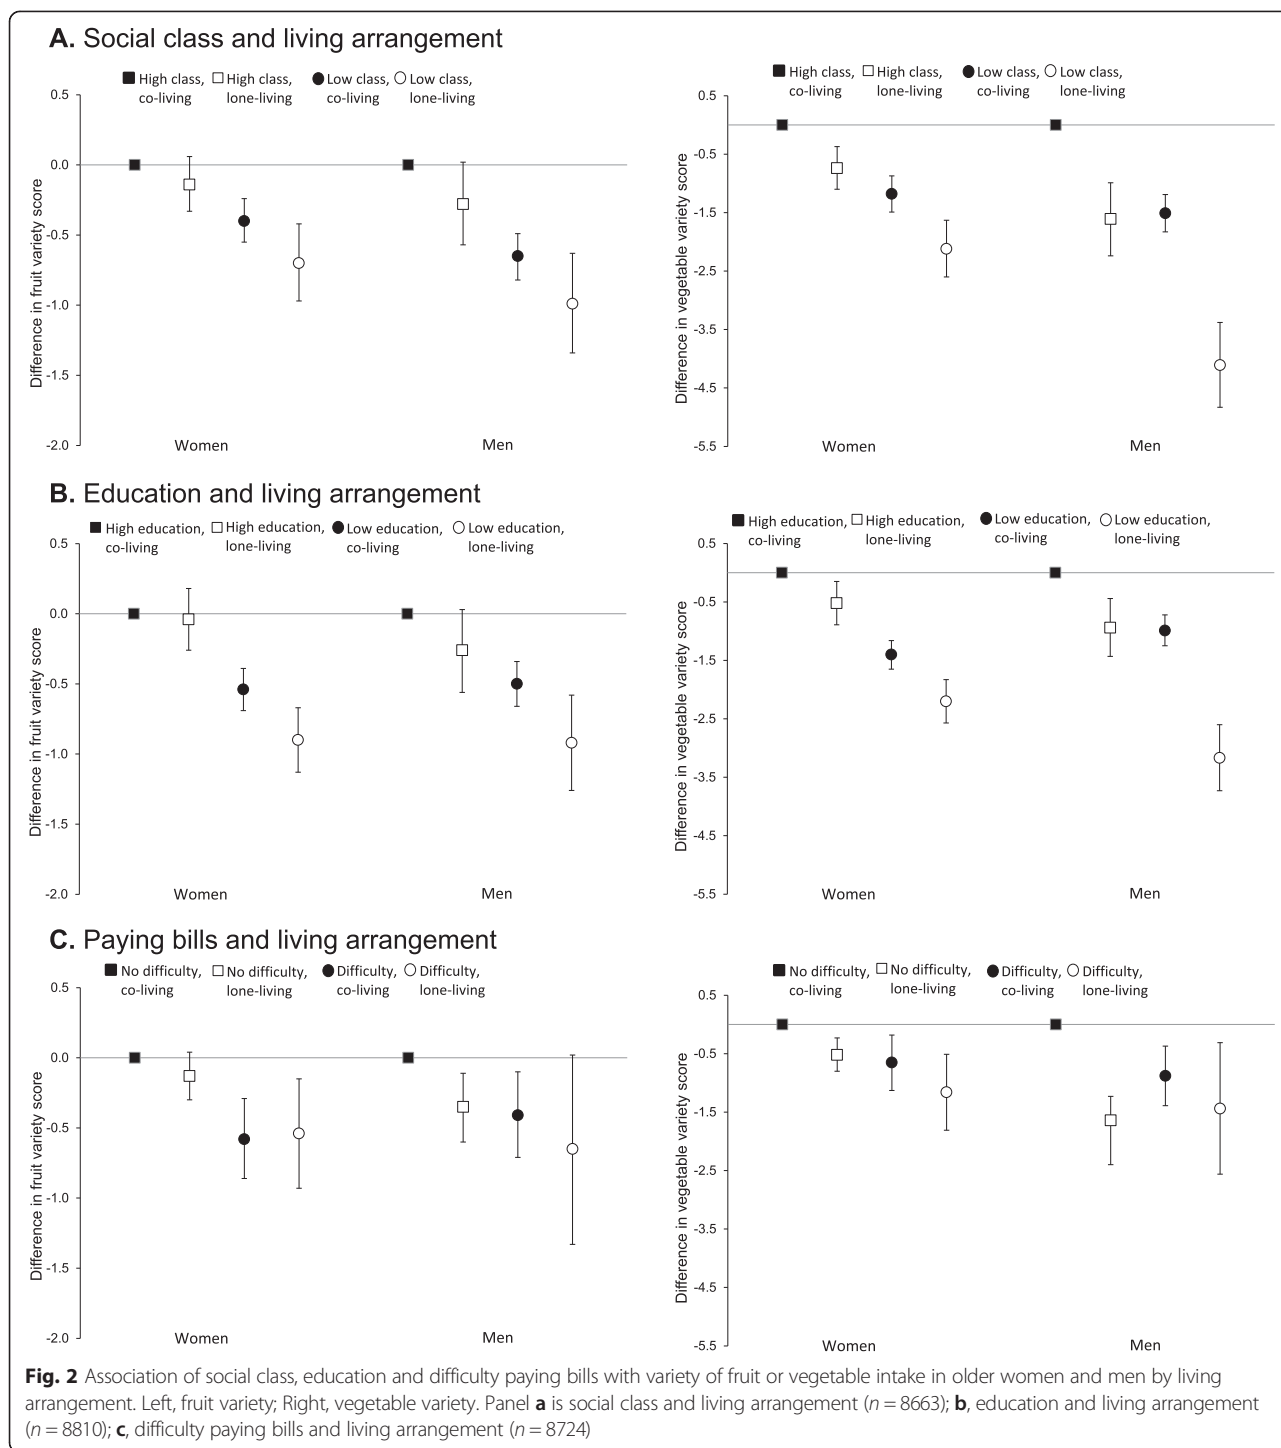 A. Social class and living arrangement
High class, co-living
High class, lone-living
Low class, co-living
Low class, lone-living
Difference in fruit variety score
0.5
0.0
-0.5
-1.0
-1.5
-2.0
Women
Men
High class, co-living
High class, lone-living
Low class, co-living
Low class, lone-living
Difference in vegetable variety score
0.5
-0.5
-1.5
-2.5
-3.5
-4.5
-5.5
Women
Men
B. Education and living arrangement
High education, co-living
High education, lone-living
Low education, co-living
Low education, lone-living
Difference in fruit variety score
0.5
0.0
-0.5
-1.0
-1.5
-2.0
Women
Men
High education, co-living
High education, lone-living
Low education, co-living
Low education, lone-living
Difference in vegetable variety score
0.5
-0.5
-1.5
-2.5
-3.5
-4.5
-5.5
Women
Men
C. Paying bills and living arrangement
No difficulty, co-living
No difficulty, lone-living
Difficulty, co-living
Difficulty, lone-living
Difference in fruit variety score
0.5
0.0
-0.5
-1.0
-1.5
-2.0
Women
Men
No difficulty, co-living
No difficulty, lone-living
Difficulty, co-living
Difficulty, lone-living
Difference in vegetable variety score
0.5
-0.5
-1.5
-2.5
-3.5
-4.5
-5.5
Women
Men
Fig. 2 Association of social class, education and difficulty paying bills with variety of fruit or vegetable intake in older women and men by living
arrangement. Left, fruit variety; Right, vegetable variety. Panel a is social class and living arrangement (n = 8663); b, education and living arrangement
(n = 8810); c, difficulty paying bills and living arrangement (n = 8724)